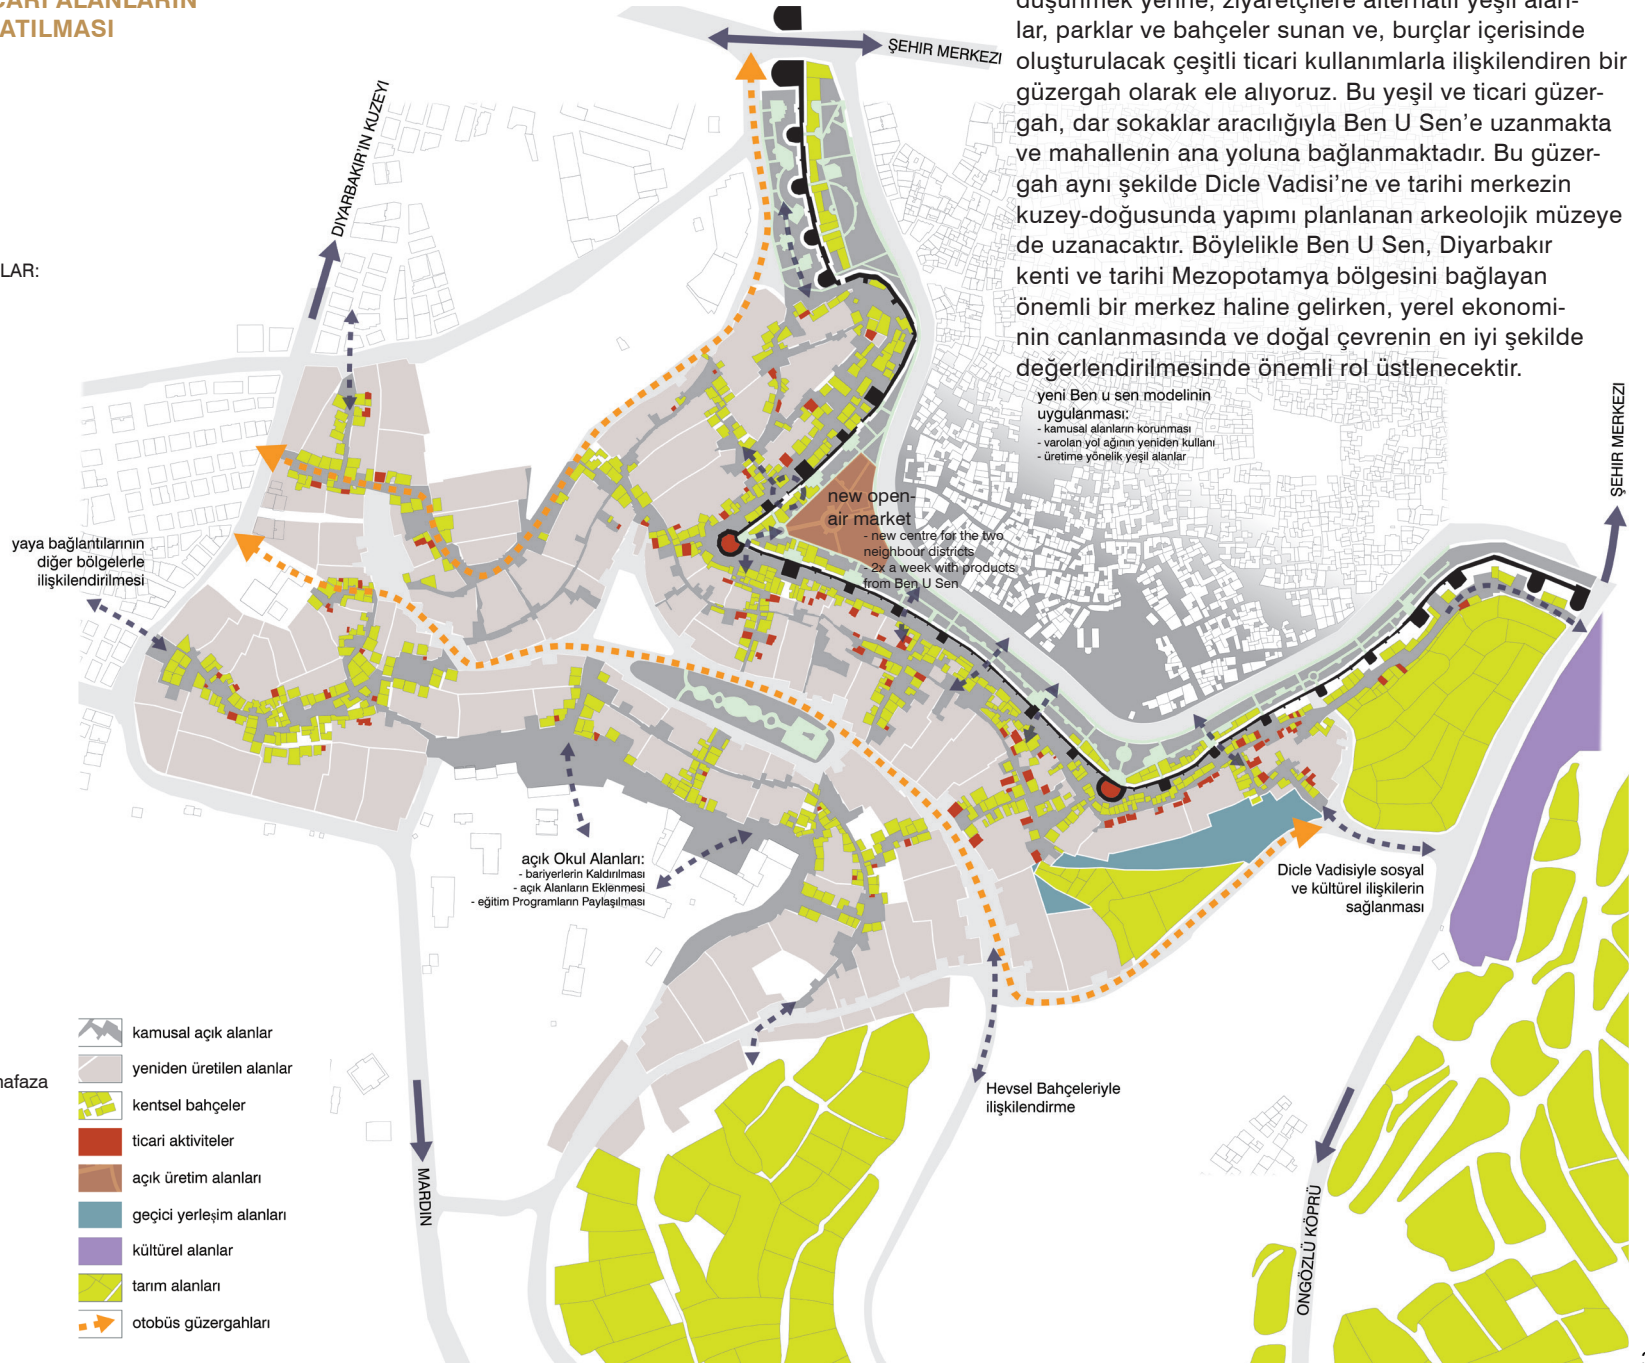 CARİ ALANLARIN
ATILMASI
düşünmek yerine, ziyaretçilere alternatif yeşil alan-
lar, parklar ve bahçeler sunan ve, burçlar içerisinde
oluşturulacak çeşitli ticari kullanımlarla ilişkilendiren bir
güzergah olarak ele alıyoruz. Bu yeşil ve ticari güzer-
gah, dar sokaklar aracılığıyla Ben U Sen'e uzanmakta
ve mahallenin ana yoluna bağlanmaktadır. Bu güzer-
gah aynı şekilde Dicle Vadisi'ne ve tarihi merkezin
kuzey-doğusunda yapımı planlanan arkeolojik müzeye
de uzanacaktır. Böylelikle Ben U Sen, Diyarbakır
kenti ve tarihi Mezopotamya bölgesini bağlayan
önemli bir merkez haline gelirken, yerel ekonomi-
nin canlanmasında ve doğal çevrenin en iyi şekilde
değerlendirilmesinde önemli rol üstlenecektir.
ŞEHIR MERKEZI
DIYARBAKIR'IN KUZEYI
LAR:
yeni Ben u sen modelinin
uygulanması:
- kamusal alanların korunması
- varolan yol ağının yeniden kullanı
- üretime yönelik yeşil alanlar
ŞEHIR MERKEZI
new open-
air market
- new centre for the two
neighbour districts
- 2x a week with products
from Ben U Sen
yaya bağlantılarının
diğer bölgelerle
ilişkilendirilmesi
açık Okul Alanları:
- bariyerlerin Kaldırılması
- açık Alanların Eklenmesi
- eğitim Programların Paylaşılması
Dicle Vadisiyle sosyal
ve kültürel ilişkilerin
sağlanması
Hevsel Bahçeleriyle
ilişkilendirme
MARDIN
ONGÖZLÜ KÖPRÜ
nafaza
kamusal açık alanlar
yeniden üretilen alanlar
kentsel bahçeler
ticari aktiviteler
açık üretim alanları
geçici yerleşim alanları
kültürel alanlar
tarım alanları
otobüs güzergahları